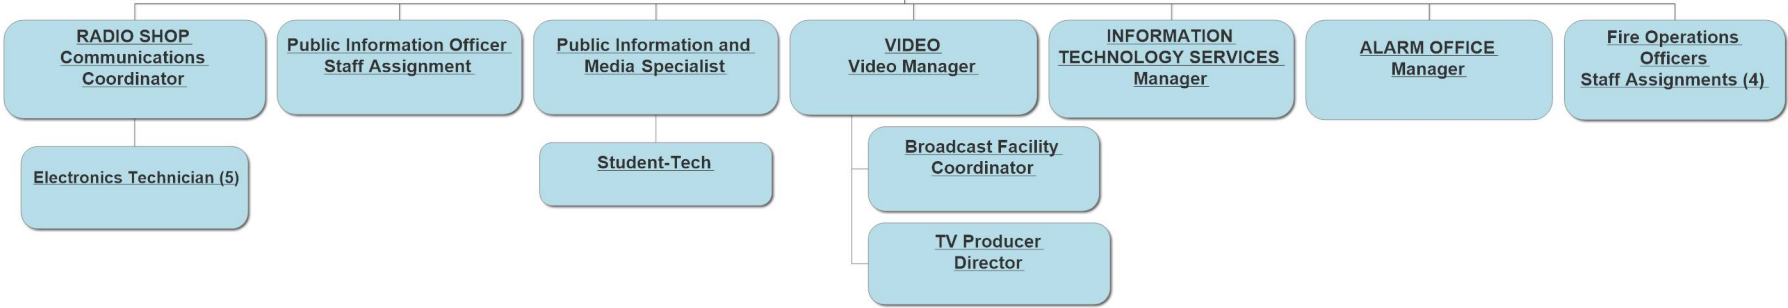 RADIO SHOP
Communications
Coordinator
Public Information Officer
Staff Assignment
Public Information and
Media Specialist
VIDEO
Video Manager
INFORMATION
TECHNOLOGY SERVICES
Manager
ALARM OFFICE
Manager
Fire Operations
Officers
Staff Assignments (4)
Electronics Technician (5)
Student-Tech
Broadcast Facility
Coordinator
TV Producer
Director